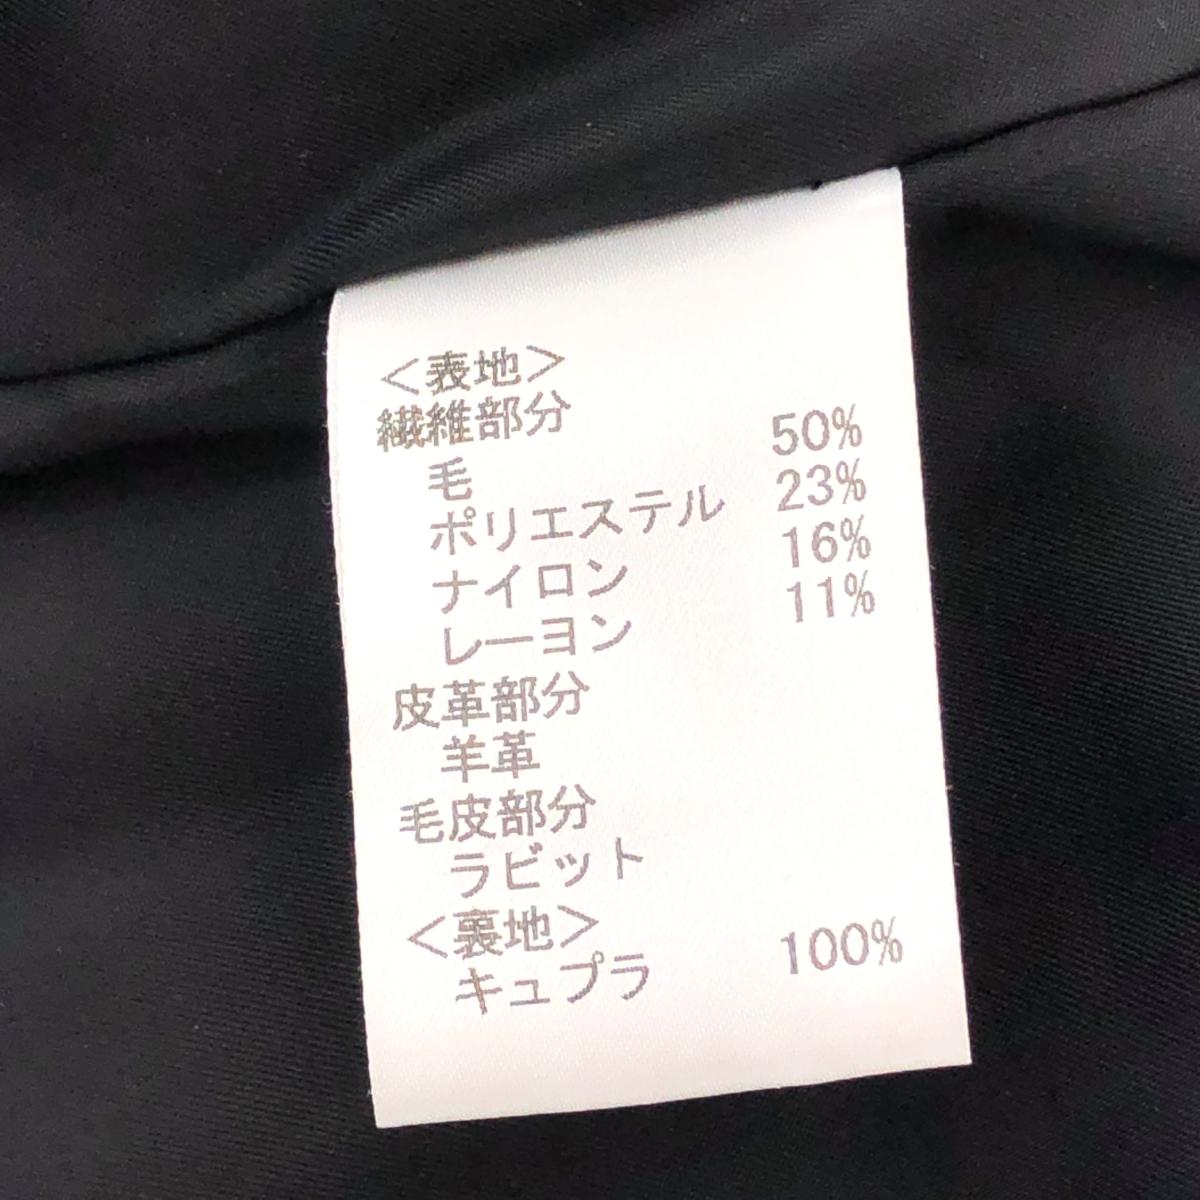 <表地>
繊維部分
毛 50%
ポリエステル 23%
ナイロン 16%
レーヨン 11%
皮革部分
羊革
毛皮部分
ラビット
<裏地>
キュプラ 100%